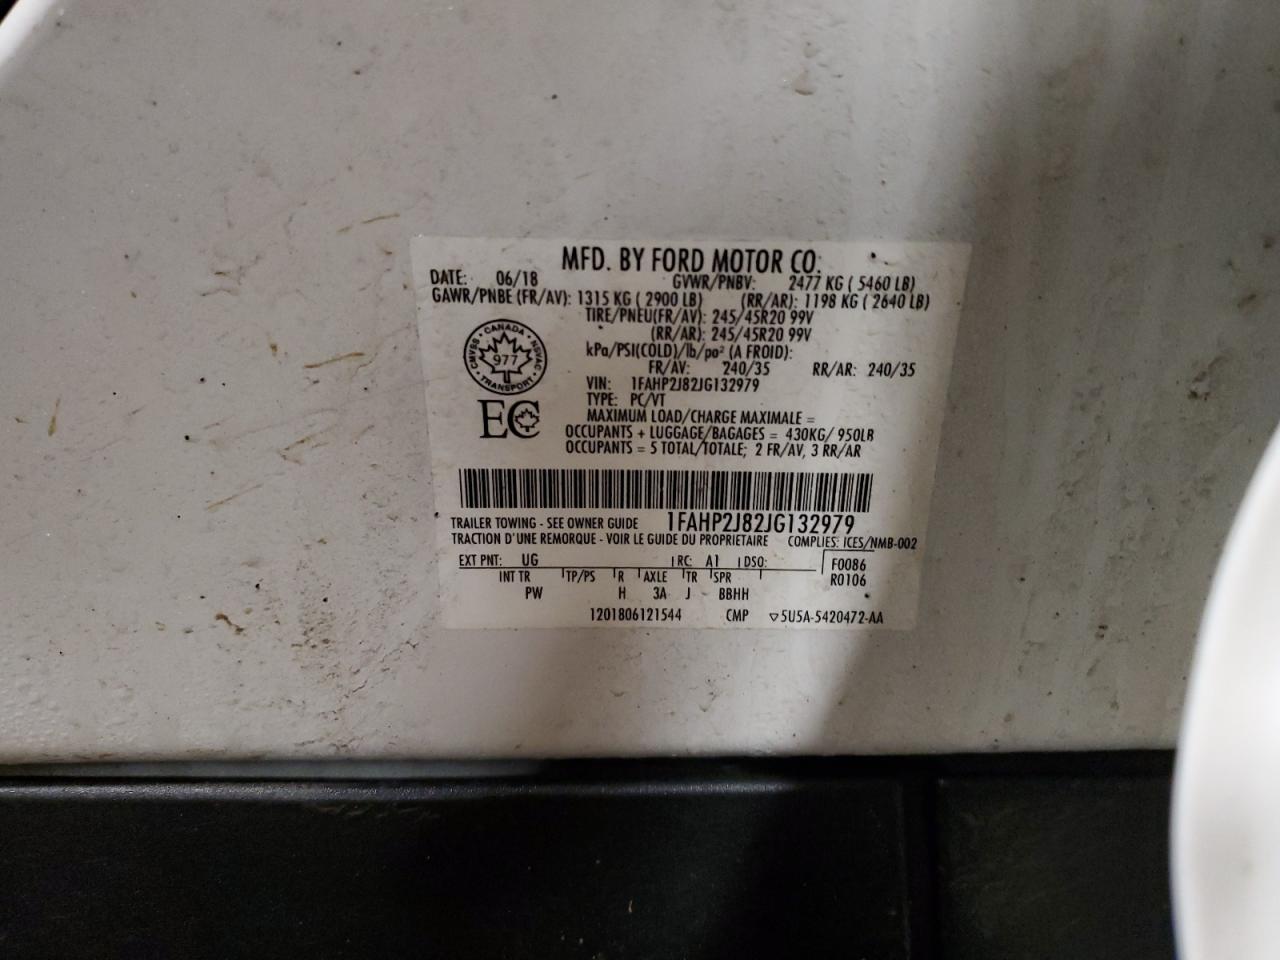 MFD. BY FORD MOTOR CO.
DATE: 06/18 GVWR/PNBV: 2477 KG ( 5460 LB)
GAWR/PNBE (FR/AV): 1315 KG ( 2900 LB) (RR/AR): 1198 KG ( 2640 LB)
TIRE/PNEU(FR/AV): 245/45R20 99V
(RR/AR): 245/45R20 99V
kPa/PSI(COLD)/lb/po² (A FROID):
FR/AV: 240/35 RR/AR: 240/35
VIN: 1FAHP2J82JG132979
TYPE: PC/VT
MAXIMUM LOAD/CHARGE MAXIMALE =
OCCUPANTS + LUGGAGE/BAGAGES = 430KG/ 950LB
OCCUPANTS = 5 TOTAL/TOTALE; 2 FR/AV, 3 RR/AR
CANADA
CMVSS 977 NSVAC
TRANSPORT
EC
1FAHP2J82JG132979
TRAILER TOWING - SEE OWNER GUIDE
TRACTION D'UNE REMORQUE - VOIR LE GUIDE DU PROPRIETAIRE COMPLIES: ICES/NMB-002
EXT PNT: UG RC: A1 DSO: F0086
INT TR TP/PS R AXLE TR SPR R0106
PW H 3A J BBHH
1201806121544 CMP ▽5U5A-5420472-AA